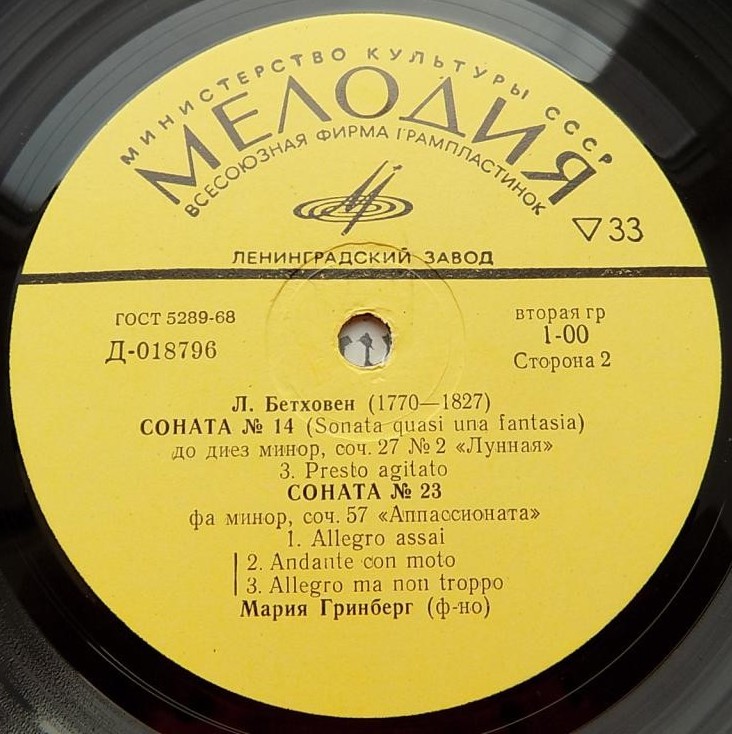 МИНИСТЕРСТВО КУЛЬТУРЫ СССР
МЕЛОДИЯ
ВСЕСОЮЗНАЯ ФИРМА ГРАМПЛАСТИНОК
▽33
ЛЕНИНГРАДСКИЙ ЗАВОД
ГОСТ 5289-68
Д-018796
вторая гр
1-00
Сторона 2
Л. Бетховен (1770—1827)
СОНАТА № 14 (Sonata quasi una fantasia)
до диез минор, соч. 27 № 2 «Лунная»
3. Presto agitato
СОНАТА № 23
фа минор, соч. 57 «Аппассионата»
1. Allegro assai
2. Andante con moto
3. Allegro ma non troppo
Мария Гринберг (ф-но)